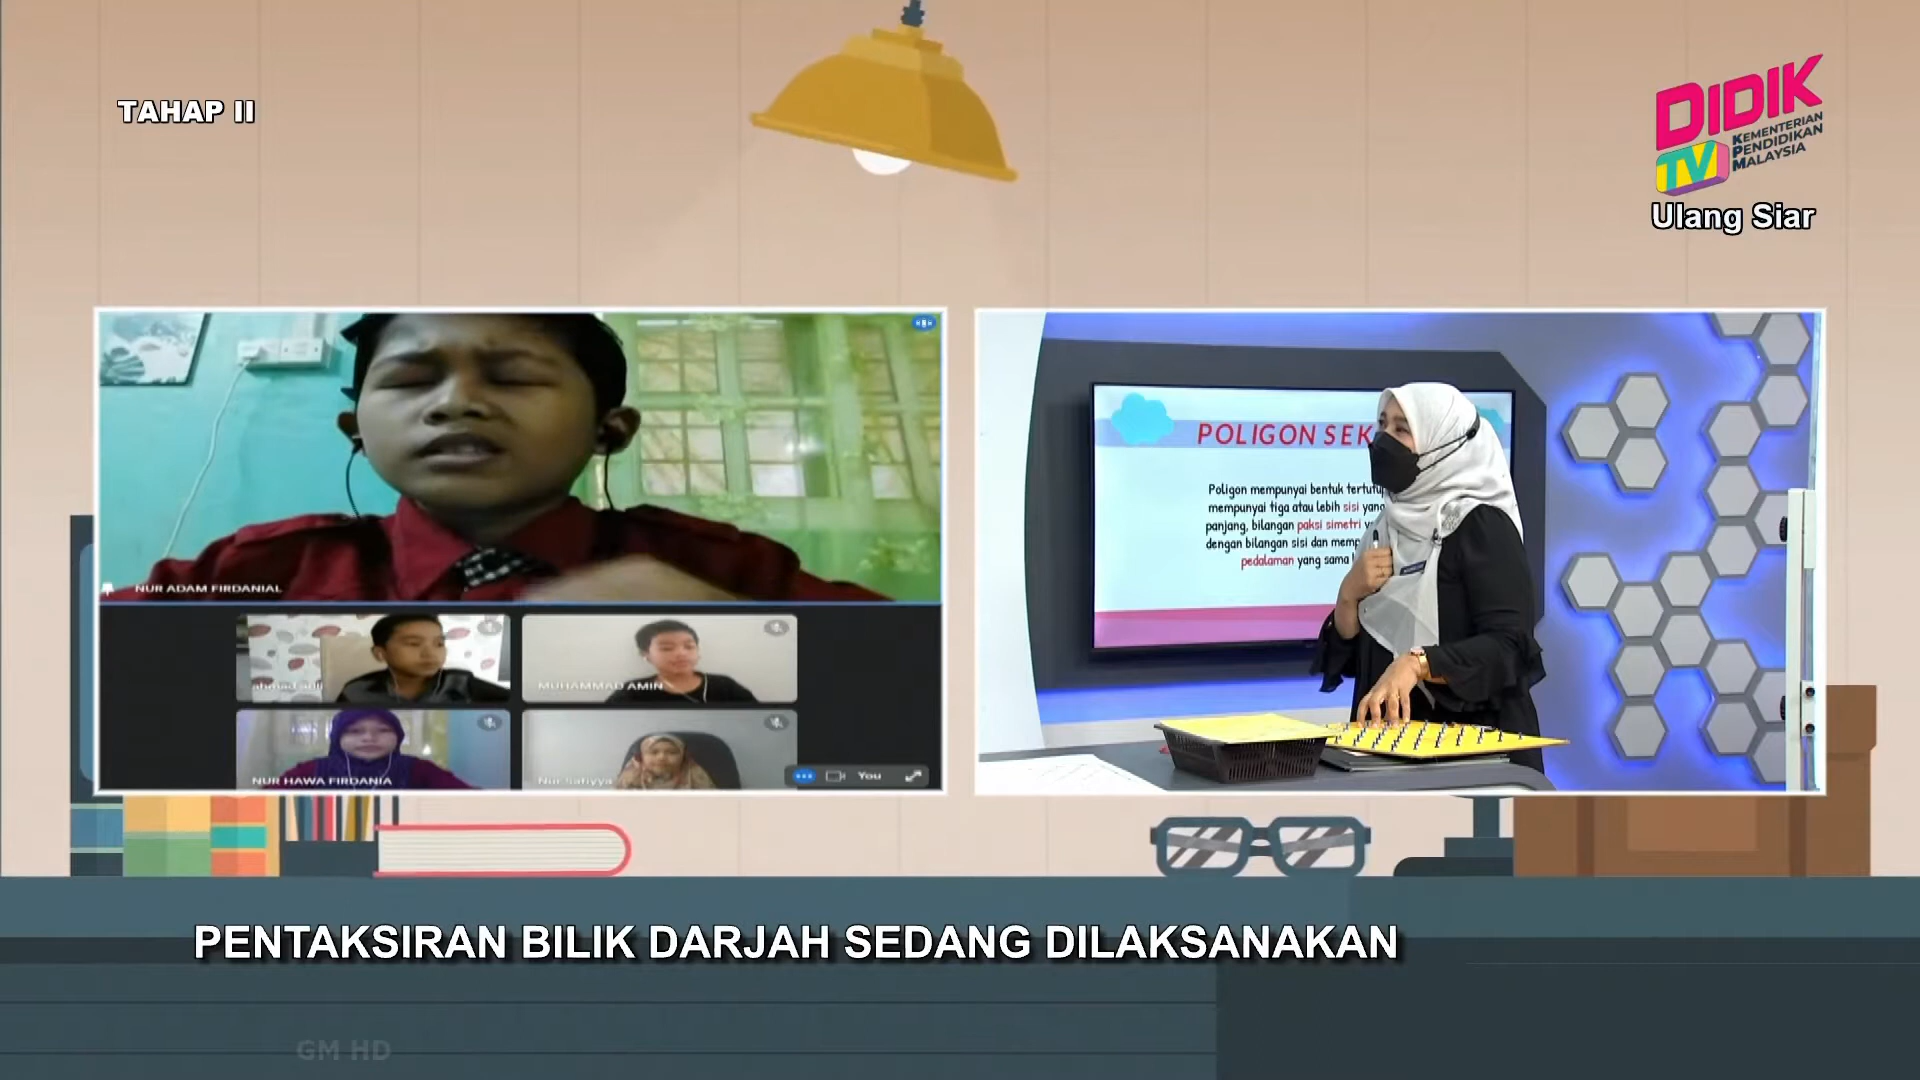 TAHAP II
DIDIK
TV
KEMENTERIAN
PENDIDIKAN
MALAYSIA
Ulang Siar
NUR ADAM FIRDANIAL
MUHAMMAD AMIN
NUR HAWA FIRDANIA
Nur Safiyya
You
POLIGON SEK
Poligon mempunyai bentuk tertutup
mempunyai tiga atau lebih sisi yang
panjang, bilangan paksi simetri
dengan bilangan sisi dan
pedalaman yang sama
PENTAKSIRAN BILIK DARJAH SEDANG DILAKSANAKAN
GM HD